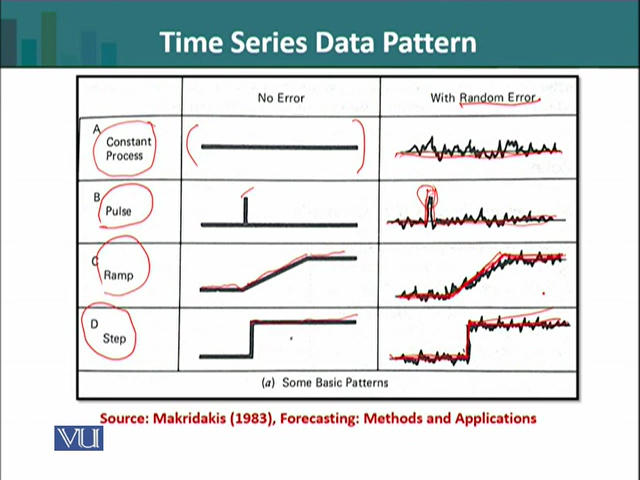 Time Series Data Pattern
No Error
With Random Error
A
Constant
Process
B
Pulse
C
Ramp
D
Step
(a) Some Basic Patterns
Source: Makridakis (1983), Forecasting: Methods and Applications
VU